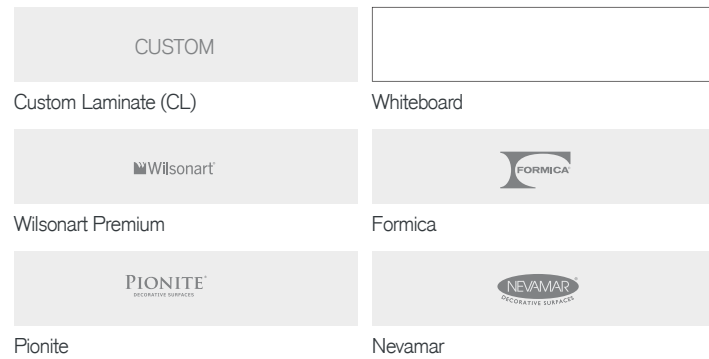 CUSTOM
Custom Laminate (CL)
Whiteboard
Wilsonart®
Wilsonart Premium
FORMICA®
Formica
PIONITE®
DECORATIVE SURFACES
Pionite
NEVAMAR®
DECORATIVE SURFACES
Nevamar